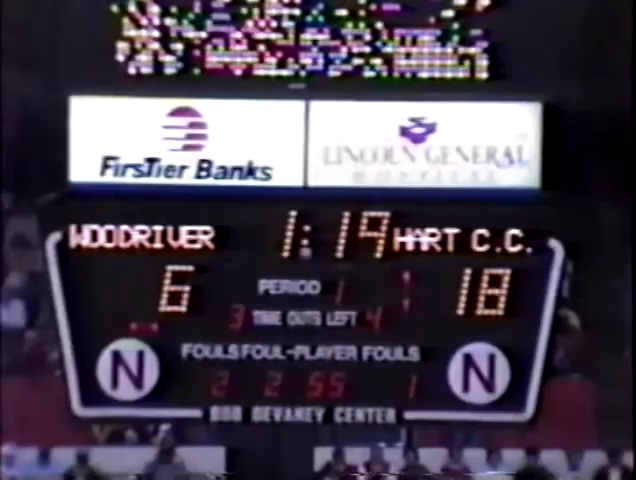 FirsTier Banks
LINCOLN GENERAL
HOSPITAL
WOODRIVER 1:19 HART C.C.
6 PERIOD 1 18
3 TIME OUTS LEFT 4
N FOULS FOUL-PLAYER FOULS N
2 2 55 1
BOB DEVANEY CENTER